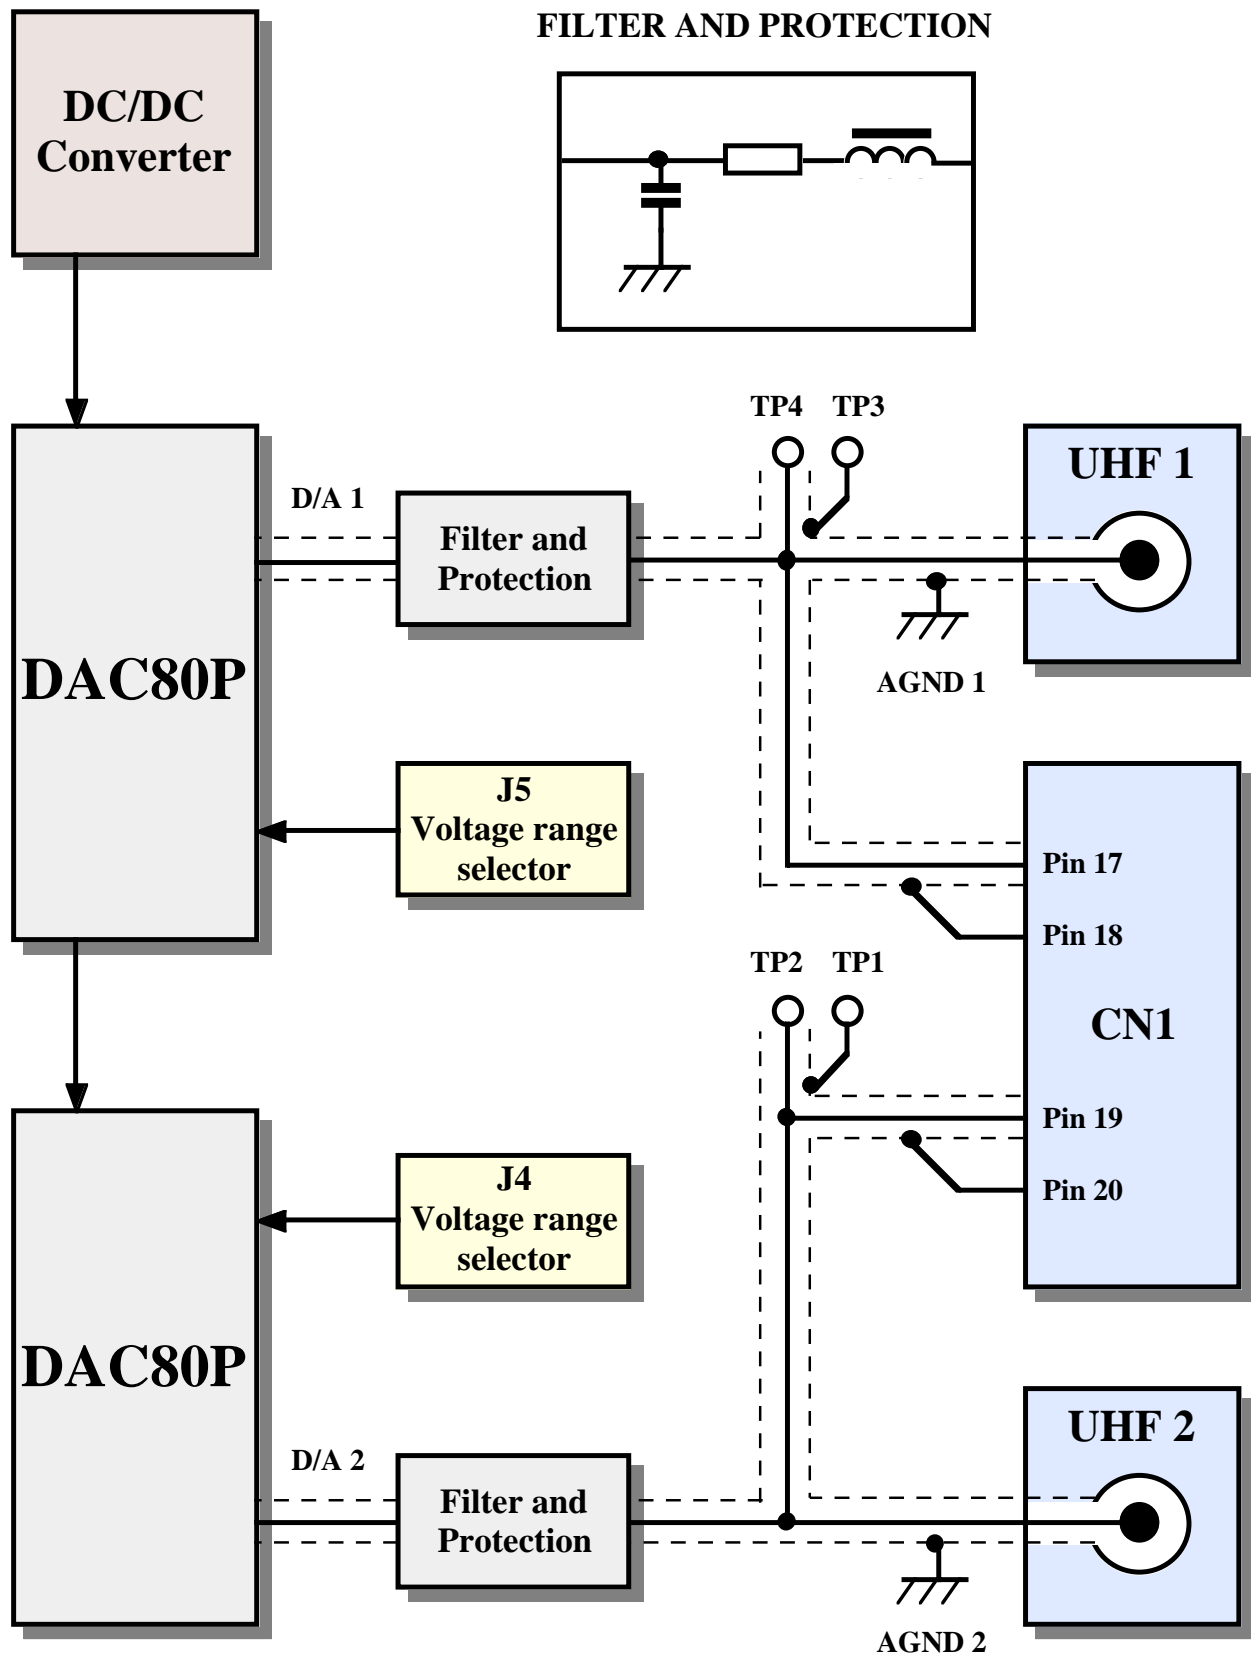 FILTER AND PROTECTION
DC/DC
Converter
TP4
TP3
UHF 1
D/A 1
Filter and
Protection
DAC80P
AGND 1
J5
Voltage range
selector
Pin 17
Pin 18
TP2
TP1
CN1
Pin 19
Pin 20
J4
Voltage range
selector
DAC80P
UHF 2
D/A 2
Filter and
Protection
AGND 2